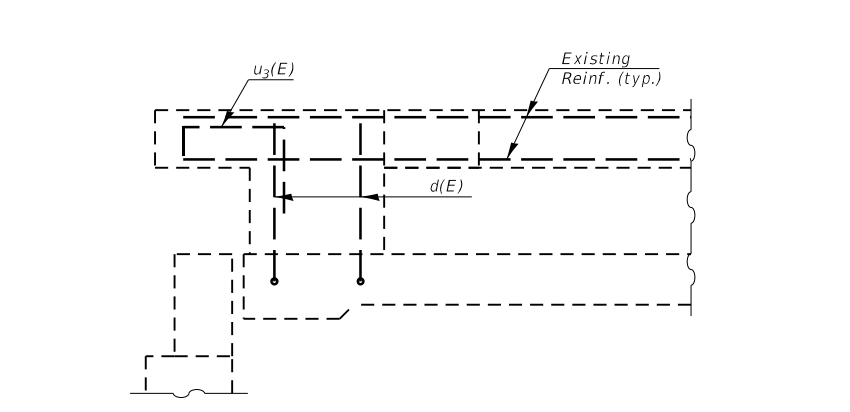 Existing
Reinf. (typ.)
u3(E)
d(E)